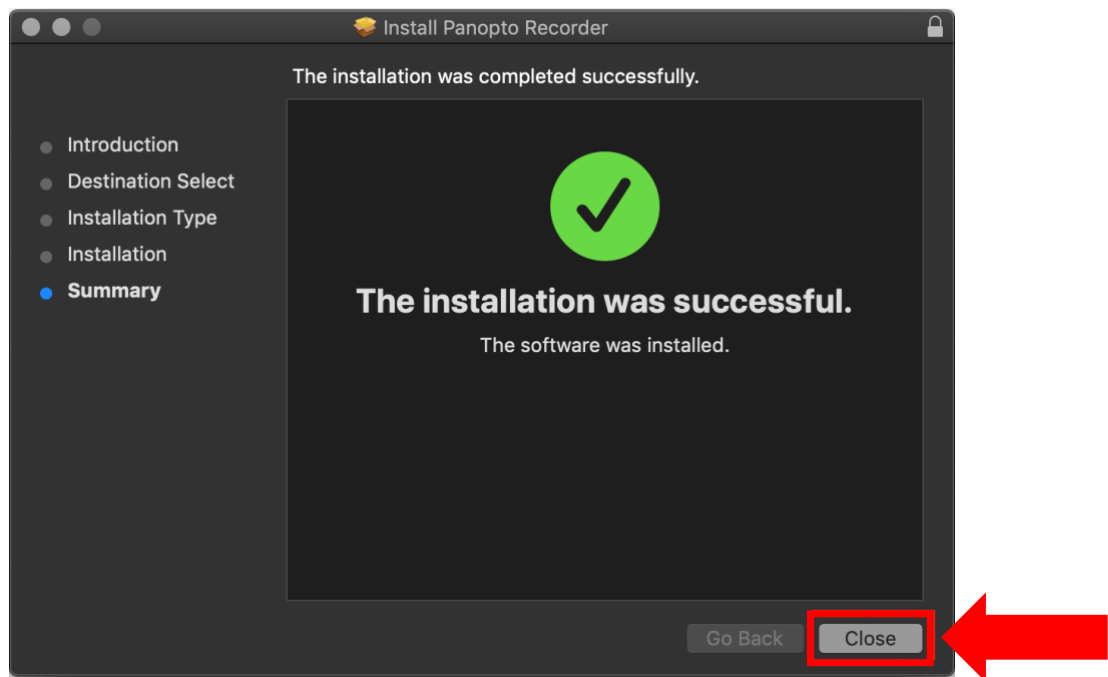 Install Panopto Recorder
The installation was completed successfully.
Introduction
Destination Select
Installation Type
Installation
Summary
The installation was successful.
The software was installed.
Go Back
Close